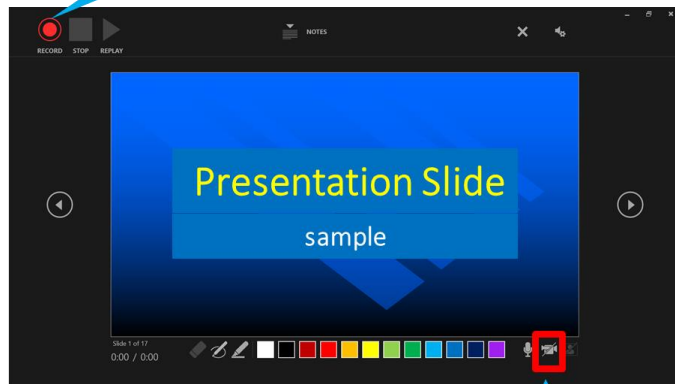 RECORD STOP REPLAY
NOTES
Presentation Slide
sample
Slide 1 of 17
0:00 / 0:00